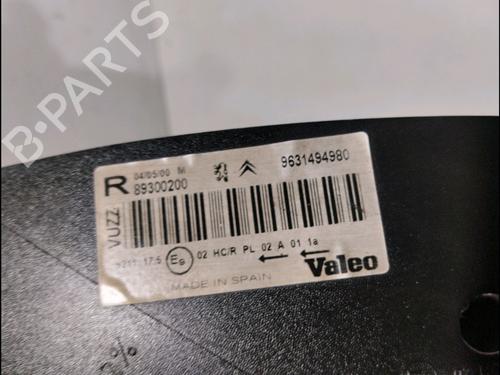 B-PARTS
04/05/00 M
R 89300200
9631494980
VUZZ
17.5 E9 02 HC/R PL 02 A 01 1a
MADE IN SPAIN
Valeo
%